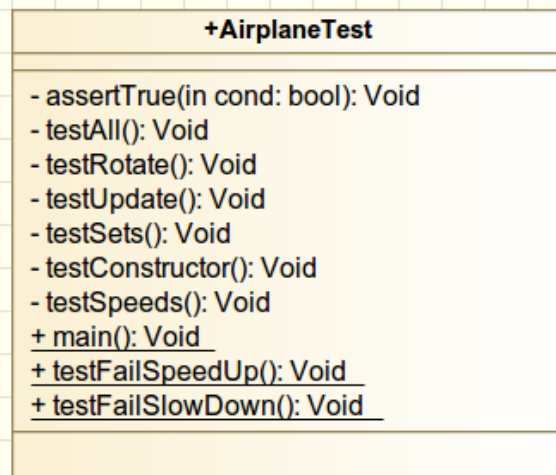 +AirplaneTest
- assertTrue(in cond: bool): Void
- testAll(): Void
- testRotate(): Void
- testUpdate(): Void
- testSets(): Void
- testConstructor(): Void
- testSpeeds(): Void
+ main(): Void
+ testFailSpeedUp(): Void
+ testFailSlowDown(): Void